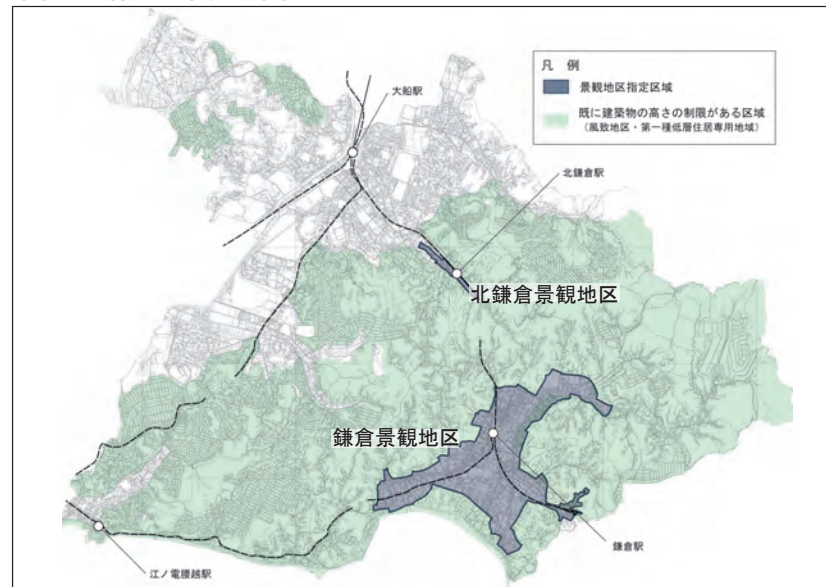 凡 例
景観地区指定区域
既に建築物の高さの制限がある区域
(風致地区・第一種低層住居専用地域)
大船駅
北鎌倉駅
北鎌倉景観地区
鎌倉景観地区
鎌倉駅
江ノ電腰越駅